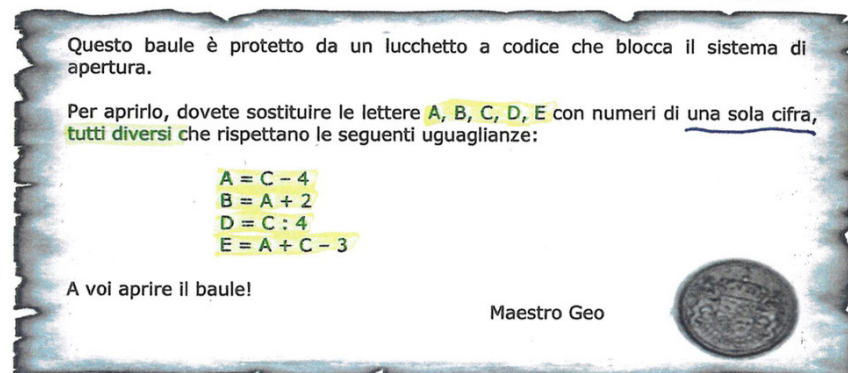 Questo baule è protetto da un lucchetto a codice che blocca il sistema di
apertura.
Per aprirlo, dovete sostituire le lettere A, B, C, D, E con numeri di una sola cifra,
tutti diversi che rispettano le seguenti uguaglianze:
A = C – 4
B = A + 2
D = C : 4
E = A + C – 3
A voi aprire il baule!
Maestro Geo